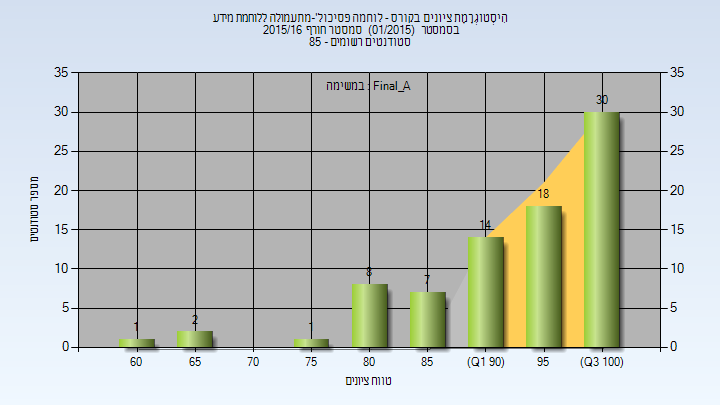 הִיסְטוֹגְרָמַת ציונים בקורס - לוחמה פסיכול'-מתעמולה ללוחמת מידע
בסמסטר (01/2015) סמסטר חורף 2015/16
סטודנטים רשומים - 85
במשימה : Final_A
מספר סטודנטים
35 35
30 30
25 25
20 20
15 15
10 10
5 5
0 0
1 2 1 8 7 14 18 30
60 65 70 75 80 85 (Q1 90) 95 (Q3 100)
טווח ציונים